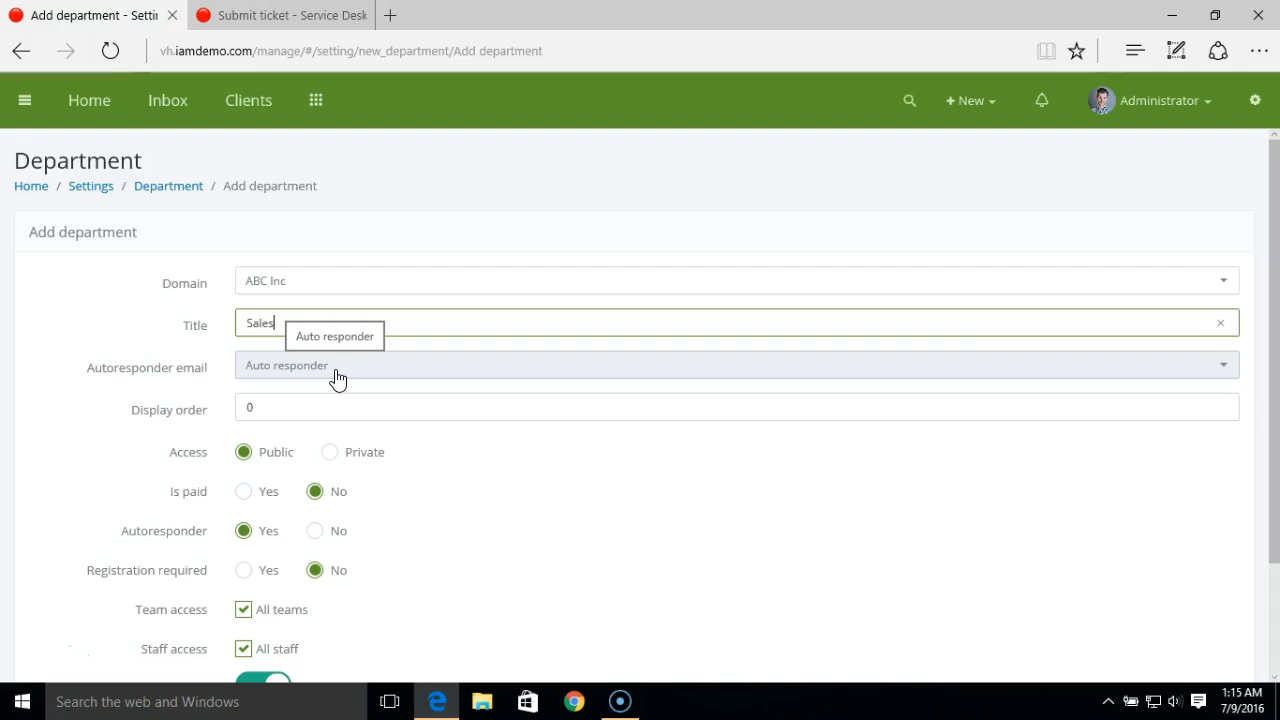 Add department - Settin
Submit ticket - Service Desk
vh.iamdemo.com/manage/#/setting/new_department/Add department
Home Inbox Clients + New Administrator
Department
Home / Settings / Department / Add department
Add department
Domain ABC Inc
Title Sales
Auto responder
Autoresponder email Auto responder
Display order 0
Access Public Private
Is paid Yes No
Autoresponder Yes No
Registration required Yes No
Team access All teams
Staff access All staff
Search the web and Windows
1:15 AM
7/9/2016